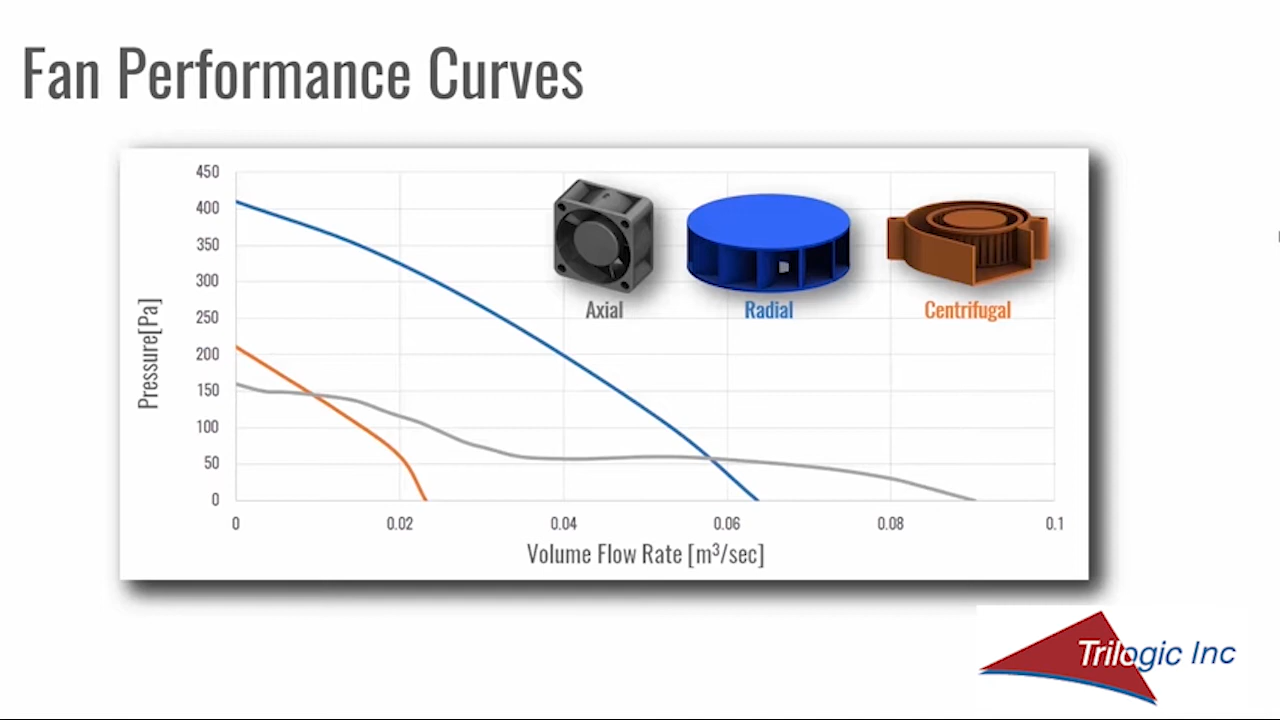 Fan Performance Curves
450
400
350
300
250
200
150
100
50
0
Pressure[Pa]
Axial
Radial
Centrifugal
0 0.02 0.04 0.06 0.08 0.1
Volume Flow Rate [m³/sec]
Trilogic Inc